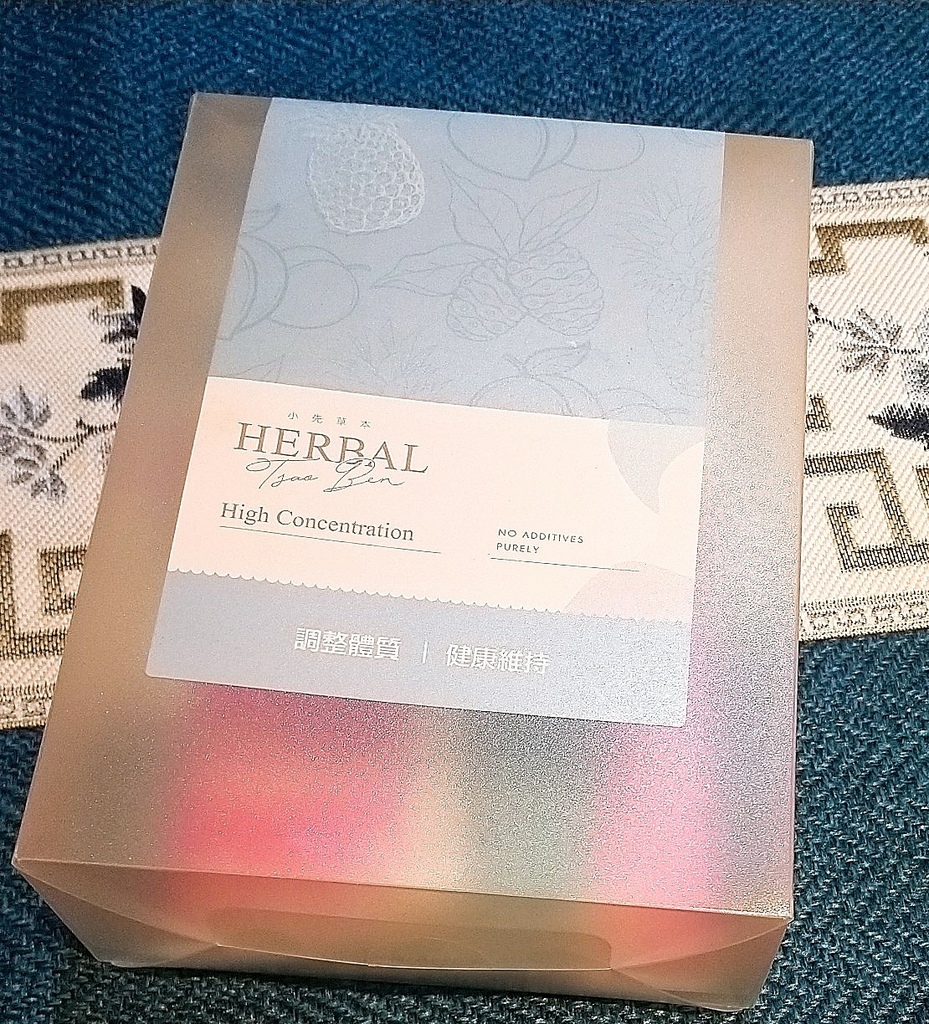 小先草本
HERBAL
Tsao Ben
High Concentration
NO ADDITIVES
PURELY
調整體質 | 健康維持